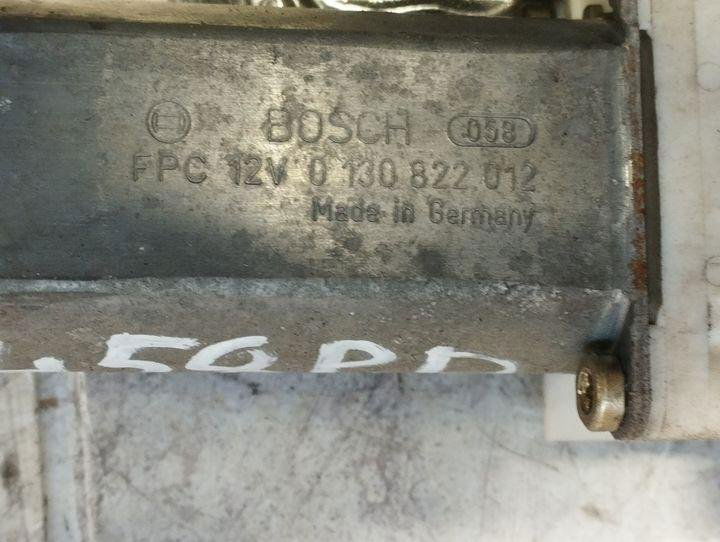 BOSCH 058
FPC 12V 0 130 822 012
Made in Germany